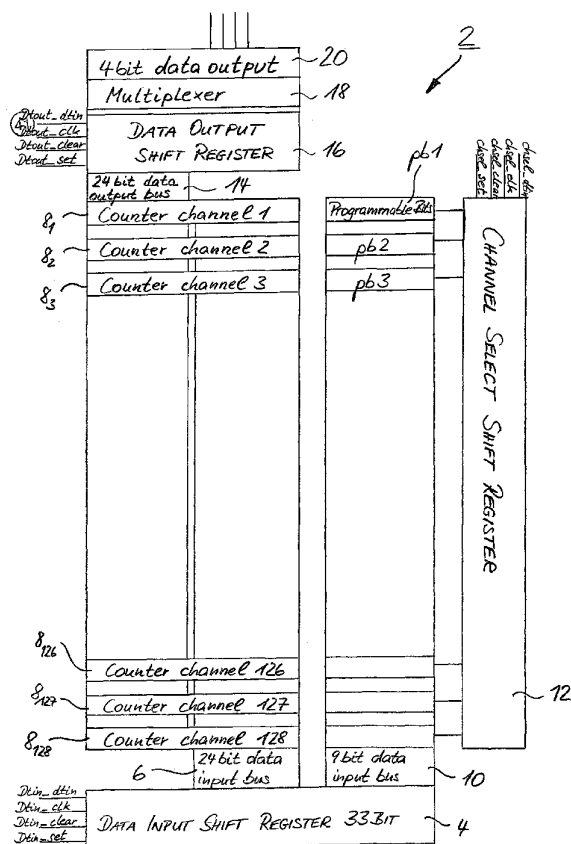 2
4bit data output
20
Multiplexer
18
Dtout_dtin
Dtout_clk
Dtout_clear
Dtout_set
DATA OUTPUT
SHIFT REGISTER
16
chsel_dtin
chsel_clk
chsel_clear
chsel_set
24 bit data
output bus
14
pb1
8₁
Counter channel 1
Programmable Bits
8₂
Counter channel 2
pb2
8₃
Counter channel 3
pb3
CHANNEL SELECT SHIFT REGISTER
8₁₂₆
Counter channel 126
8₁₂₇
Counter channel 127
12
8₁₂₈
Counter channel 128
6
24 bit data
input bus
9 bit data
input bus
10
Dtin_dtin
Dtin_clk
Dtin_clear
Dtin_set
DATA INPUT SHIFT REGISTER 33BIT
4